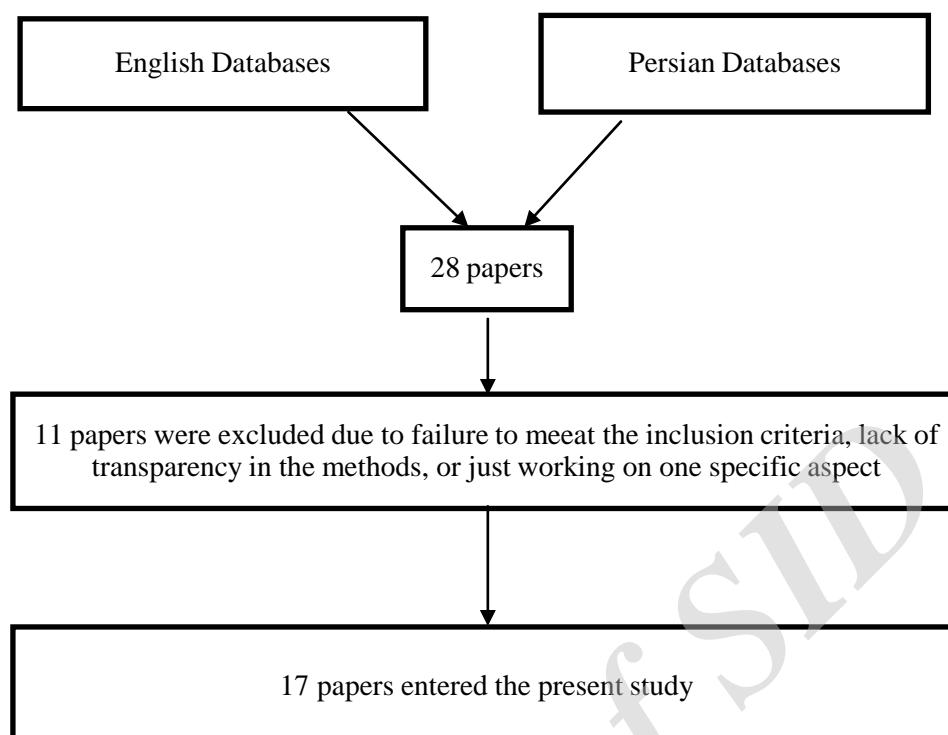 English Databases
Persian Databases
28 papers
11 papers were excluded due to failure to meeat the inclusion criteria, lack of
transparency in the methods, or just working on one specific aspect
17 papers entered the present study
f SID